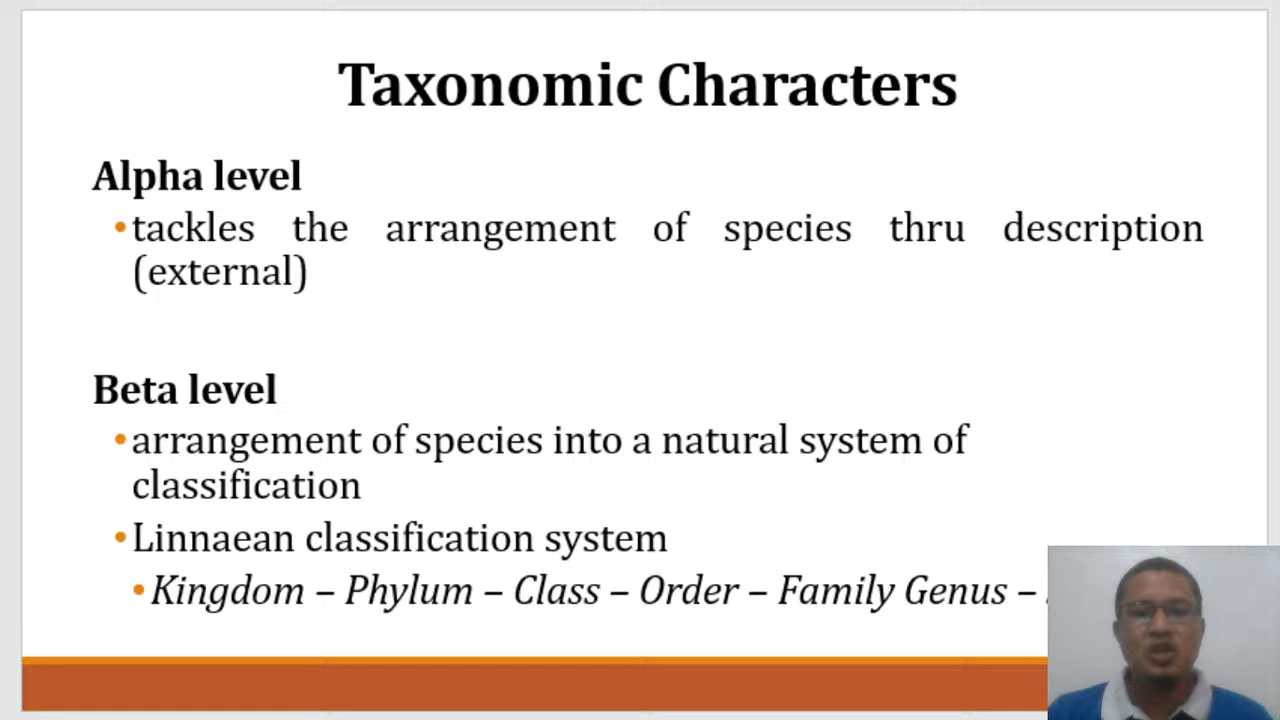 Taxonomic Characters
Alpha level
•tackles the arrangement of species thru description
(external)
Beta level
•arrangement of species into a natural system of
classification
•Linnaean classification system
•Kingdom – Phylum – Class – Order – Family Genus –